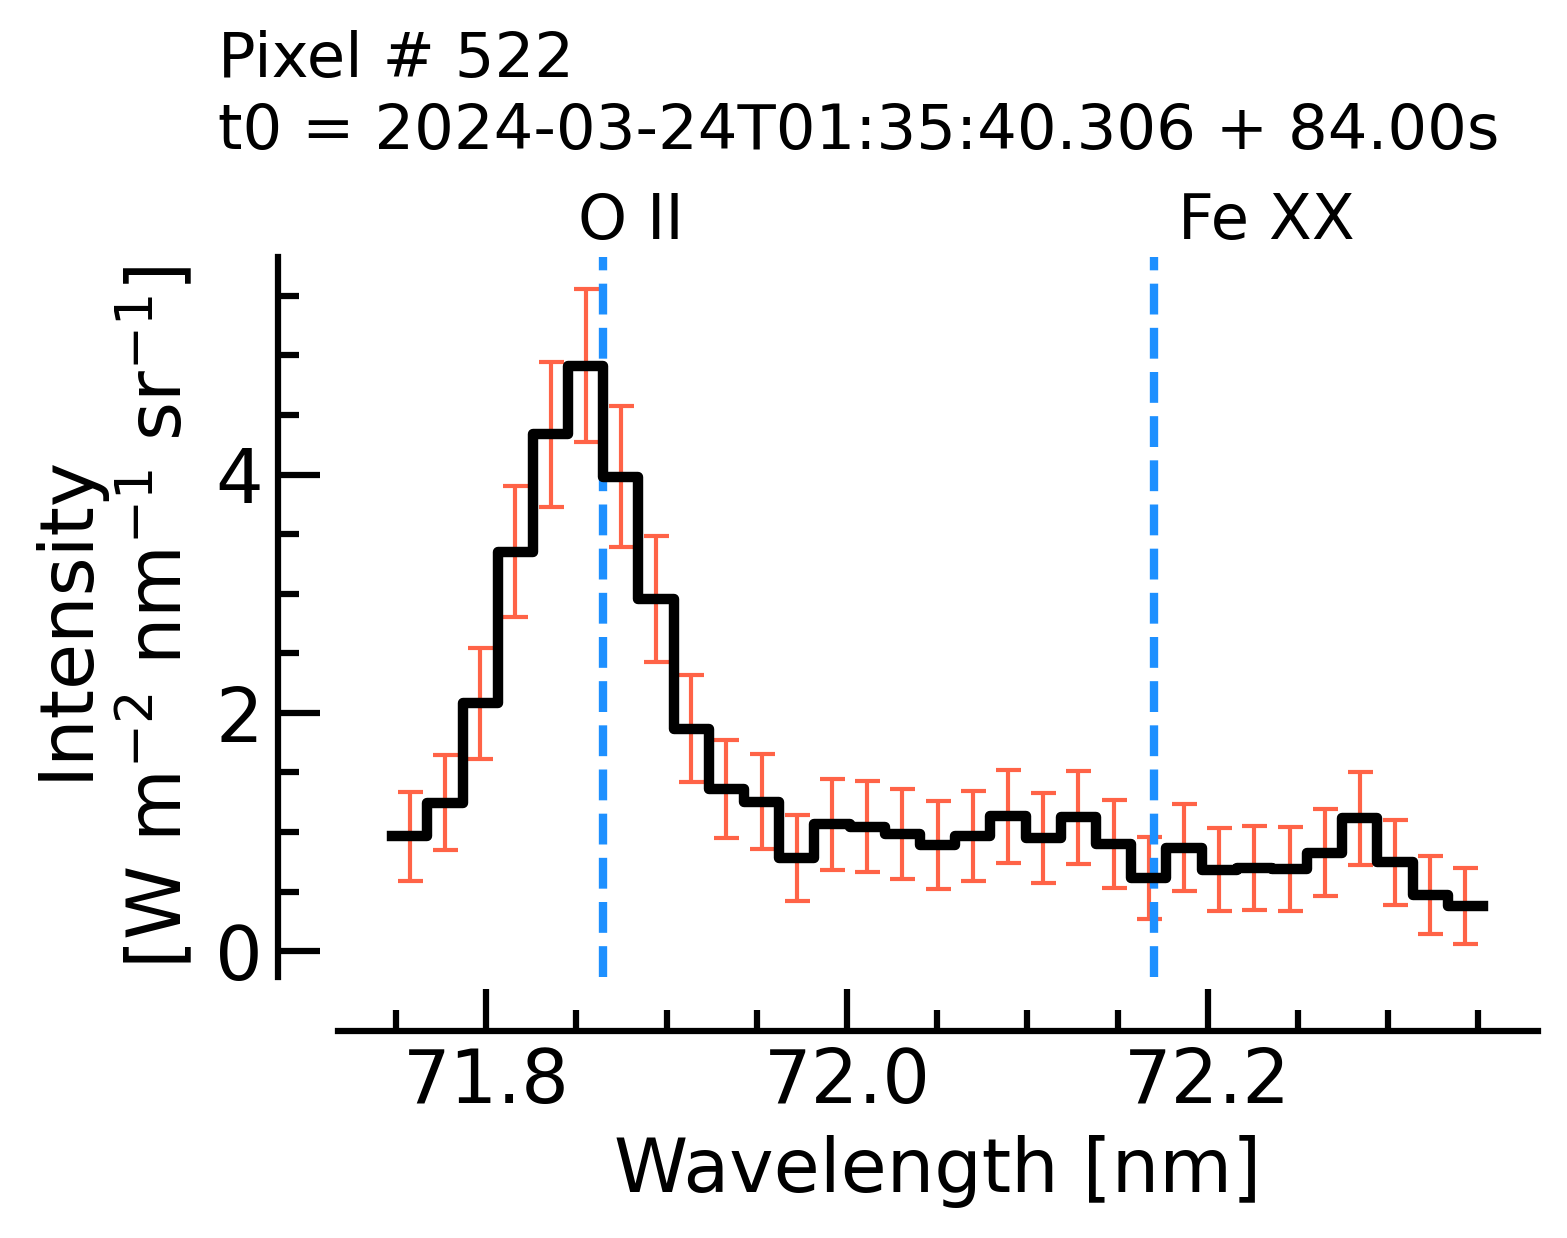 Pixel # 522
t0 = 2024-03-24T01:35:40.306 + 84.00s
O II
Fe XX
Intensity
[W m⁻² nm⁻¹ sr⁻¹]
4
2
0
71.8
72.0
72.2
Wavelength [nm]